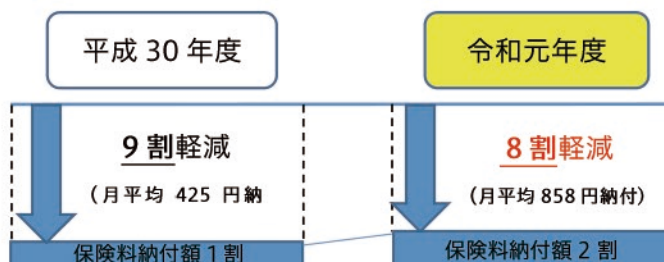 平成 30 年度
令和元年度
9 割軽減
8 割軽減
(月平均 425 円納
(月平均 858 円納付)
保険料納付額 1 割
保険料納付額 2 割